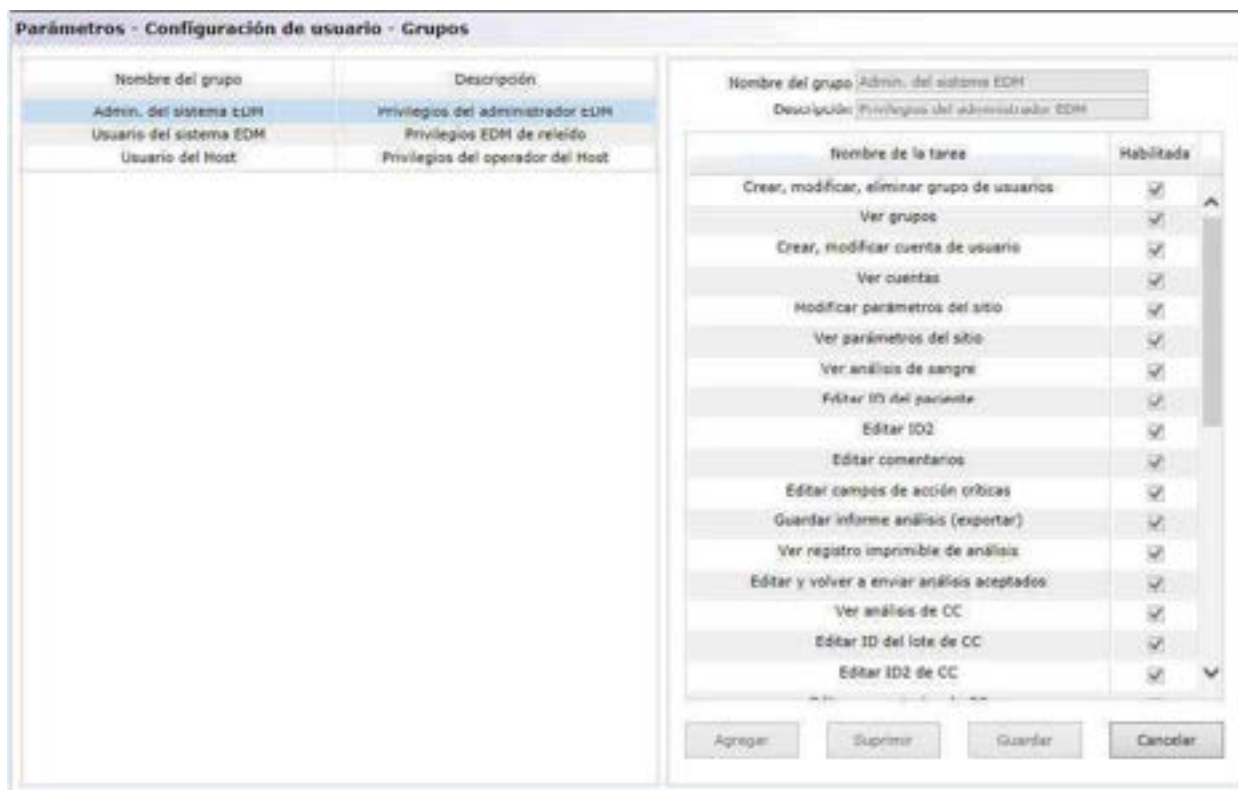 Parámetros - Configuración de usuario - Grupos
Nombre del grupo Descripción
Admin. del sistema EDM Privilegios del administrador EDM
Usuario del sistema EDM Privilegios EDM de releído
Usuario del Host Privilegios del operador del Host
Nombre del grupo Admin. del sistema EDM
Descripción Privilegios del administrador EDM
Nombre de la tarea Habilitada
Crear, modificar, eliminar grupo de usuarios
Ver grupos
Crear, modificar cuenta de usuario
Ver cuentas
Modificar parámetros del sitio
Ver parámetros del sitio
Ver análisis de sangre
Editar ID del paciente
Editar ID2
Editar comentarios
Editar campos de acción críticas
Guardar informe análisis (exportar)
Ver registro imprimible de análisis
Editar y volver a enviar análisis aceptados
Ver análisis de CC
Editar ID del lote de CC
Editar ID2 de CC
Agregar Suprimir Guardar Cancelar